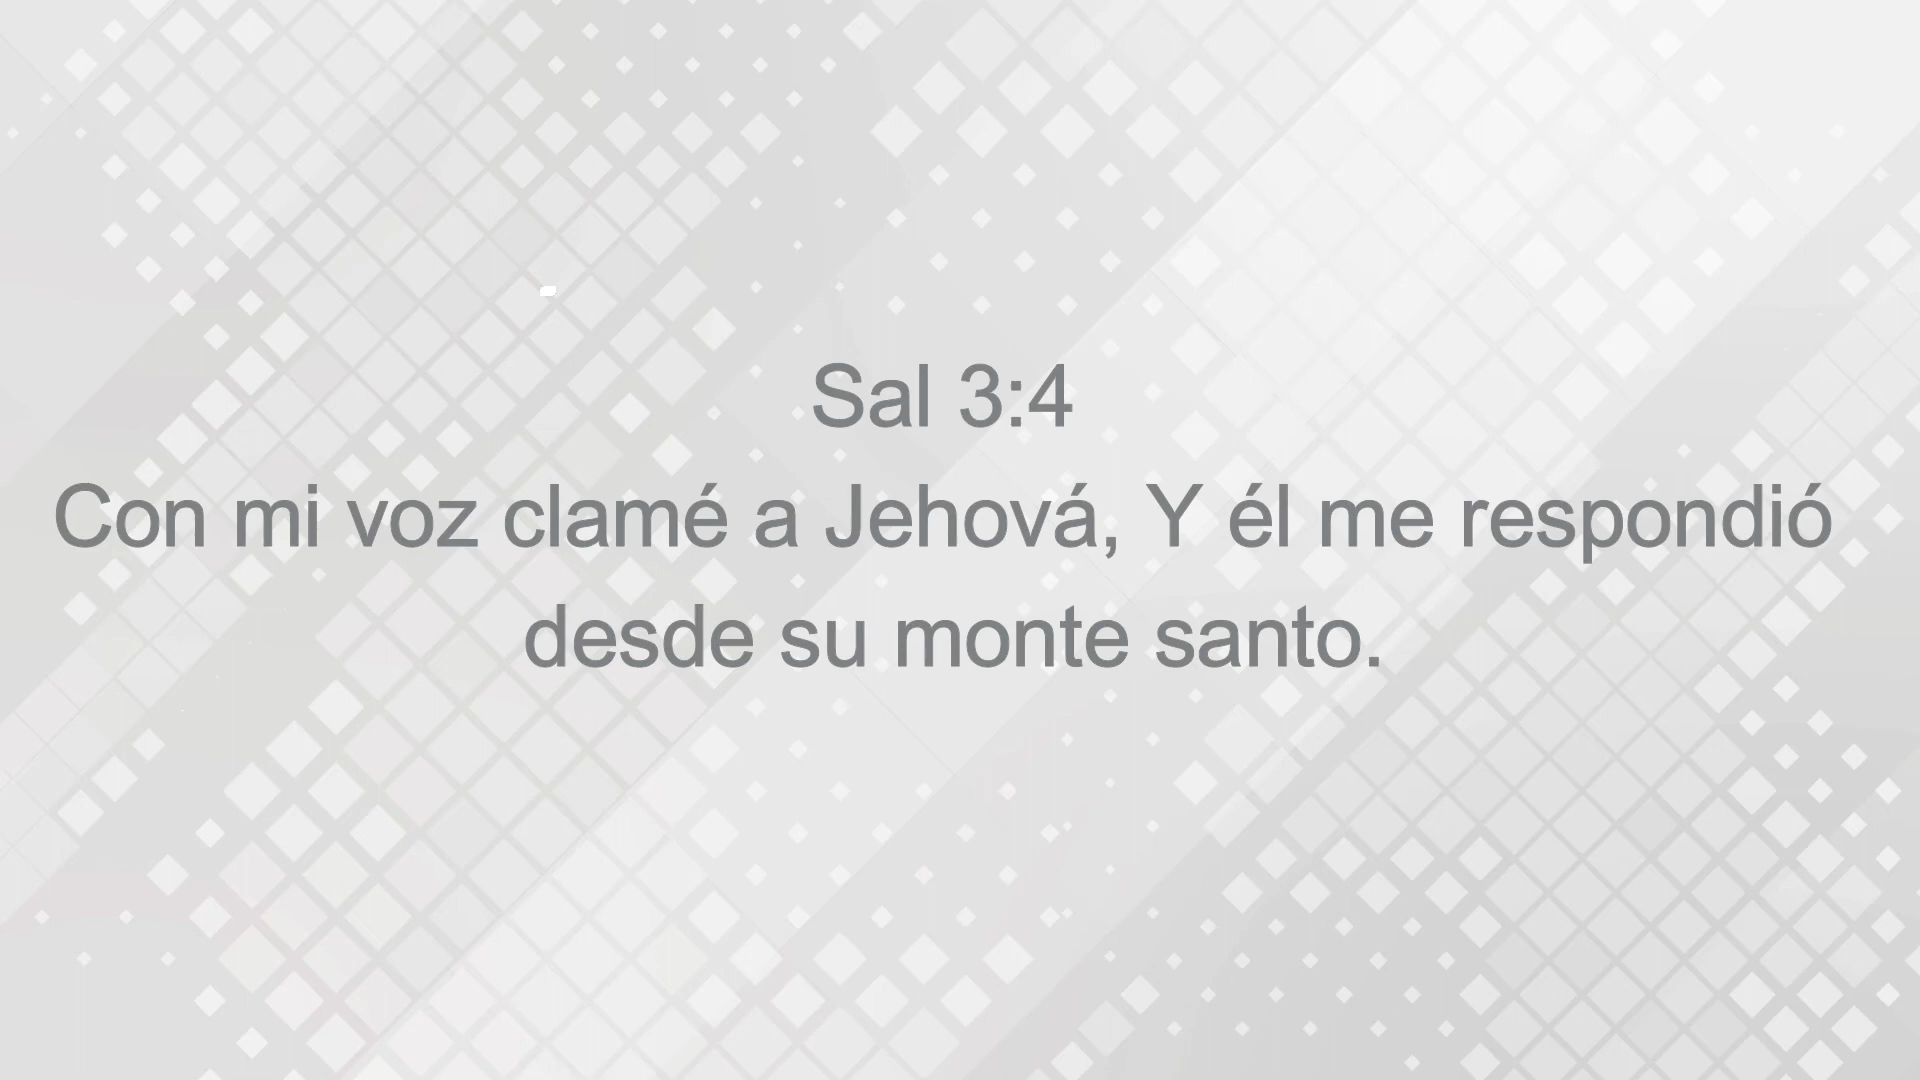 Sal 3:4
Con mi voz clamé a Jehová, Y él me respondió
desde su monte santo.